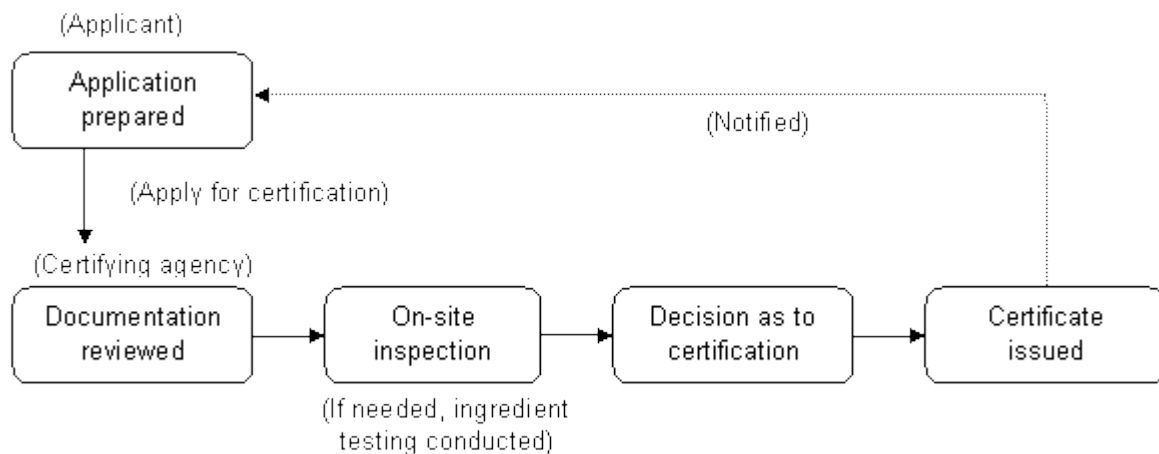 (Applicant)
Application
prepared
(Notified)
(Apply for certification)
(Certifying agency)
Documentation
reviewed
On-site
inspection
Decision as to
certification
Certificate
issued
(If needed, ingredient
testing conducted)